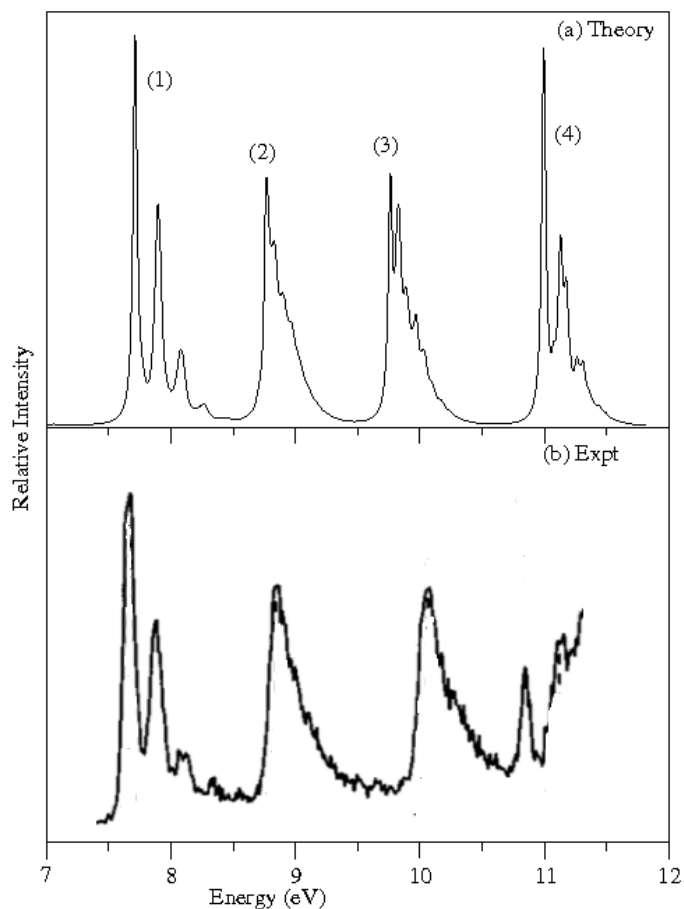 (a) Theory
(1)
(2)
(3)
(4)
Relative Intensity
(b) Expt
7
8
9
10
11
12
Energy (eV)